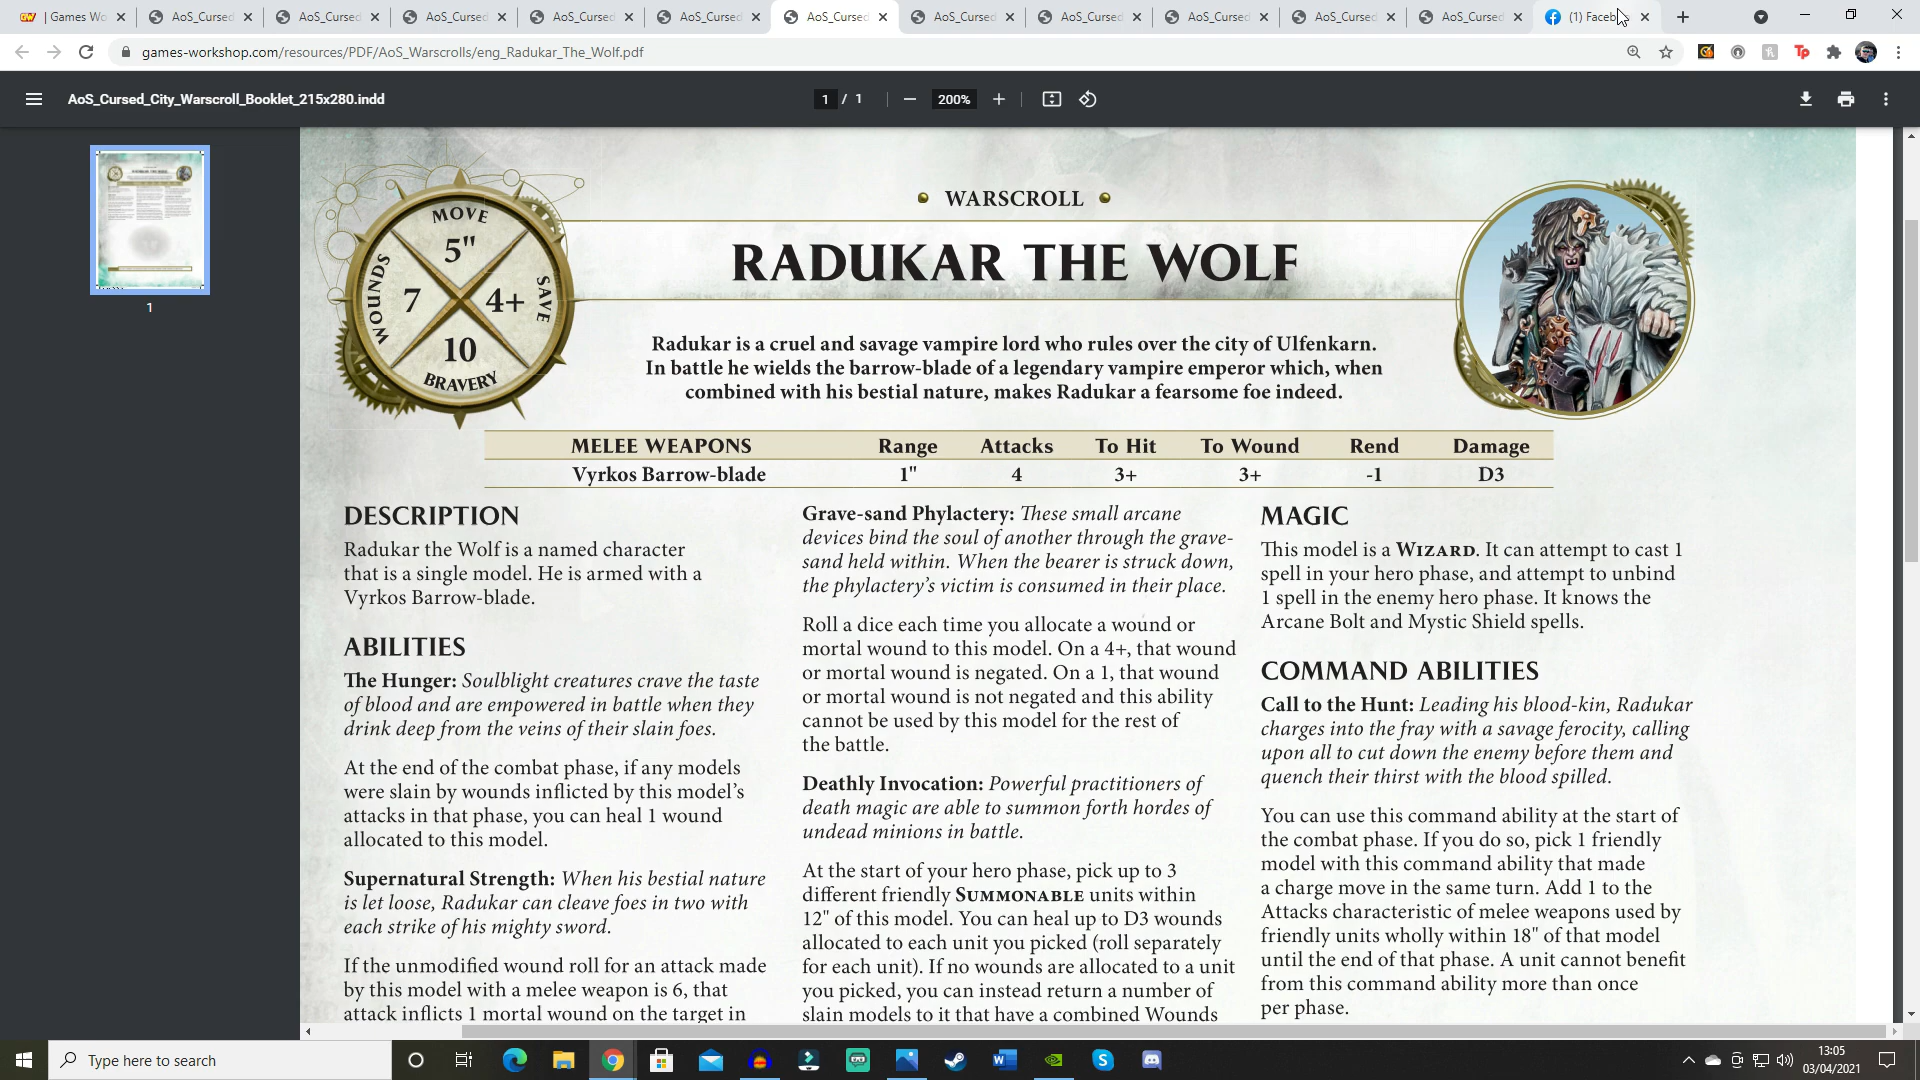 | Games Wo
AoS_Cursed
AoS_Cursed
AoS_Cursed
AoS_Cursed
AoS_Cursed
AoS_Cursed
AoS_Cursed
AoS_Cursed
AoS_Cursed
AoS_Cursed
AoS_Cursed
(1) Facebo
games-workshop.com/resources/PDF/AoS_Warscrolls/eng_Radukar_The_Wolf.pdf
AoS_Cursed_City_Warscroll_Booklet_215x280.indd
1 / 1
200%
1
WARSCROLL
RADUKAR THE WOLF
MOVE
5"
WOUNDS
7
4+
SAVE
10
BRAVERY
Radukar is a cruel and savage vampire lord who rules over the city of Ulfenkarn.
In battle he wields the barrow-blade of a legendary vampire emperor which, when
combined with his bestial nature, makes Radukar a fearsome foe indeed.
MELEE WEAPONS Range Attacks To Hit To Wound Rend Damage
Vyrkos Barrow-blade 1" 4 3+ 3+ -1 D3
DESCRIPTION
Radukar the Wolf is a named character
that is a single model. He is armed with a
Vyrkos Barrow-blade.
ABILITIES
The Hunger: Soulblight creatures crave the taste
of blood and are empowered in battle when they
drink deep from the veins of their slain foes.
At the end of the combat phase, if any models
were slain by wounds inflicted by this model's
attacks in that phase, you can heal 1 wound
allocated to this model.
Supernatural Strength: When his bestial nature
is let loose, Radukar can cleave foes in two with
each strike of his mighty sword.
If the unmodified wound roll for an attack made
by this model with a melee weapon is 6, that
attack inflicts 1 mortal wound on the target in
Grave-sand Phylactery: These small arcane
devices bind the soul of another through the grave-
sand held within. When the bearer is struck down,
the phylactery's victim is consumed in their place.
Roll a dice each time you allocate a wound or
mortal wound to this model. On a 4+, that wound
or mortal wound is negated. On a 1, that wound
or mortal wound is not negated and this ability
cannot be used by this model for the rest of
the battle.
Deathly Invocation: Powerful practitioners of
death magic are able to summon forth hordes of
undead minions in battle.
At the start of your hero phase, pick up to 3
different friendly SUMMONABLE units within
12" of this model. You can heal up to D3 wounds
allocated to each unit you picked (roll separately
for each unit). If no wounds are allocated to a unit
you picked, you can instead return a number of
slain models to it that have a combined Wounds
MAGIC
This model is a WIZARD. It can attempt to cast 1
spell in your hero phase, and attempt to unbind
1 spell in the enemy hero phase. It knows the
Arcane Bolt and Mystic Shield spells.
COMMAND ABILITIES
Call to the Hunt: Leading his blood-kin, Radukar
charges into the fray with a savage ferocity, calling
upon all to cut down the enemy before them and
quench their thirst with the blood spilled.
You can use this command ability at the start of
the combat phase. If you do so, pick 1 friendly
model with this command ability that made
a charge move in the same turn. Add 1 to the
Attacks characteristic of melee weapons used by
friendly units wholly within 18" of that model
until the end of that phase. A unit cannot benefit
from this command ability more than once
per phase.
Type here to search
13:05
03/04/2021